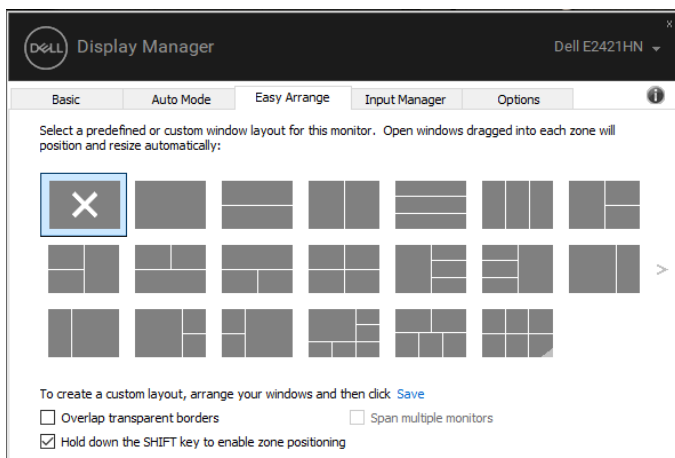 x
DELL Display Manager Dell E2421HN
Basic Auto Mode Easy Arrange Input Manager Options i
Select a predefined or custom window layout for this monitor. Open windows dragged into each zone will
position and resize automatically:
>
To create a custom layout, arrange your windows and then click Save
Overlap transparent borders Span multiple monitors
Hold down the SHIFT key to enable zone positioning